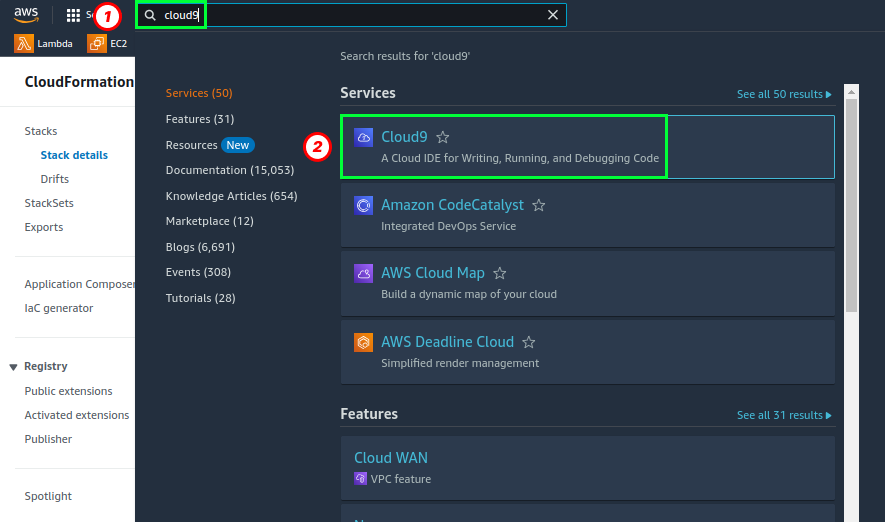 aws
1
cloud9
Lambda
EC2
CloudFormation
Stacks
Stack details
Drifts
StackSets
Exports
Application Composer
IaC generator
Registry
Public extensions
Activated extensions
Publisher
Spotlight
Search results for 'cloud9'
Services (50)
Features (31)
Resources New
Documentation (15,053)
Knowledge Articles (654)
Marketplace (12)
Blogs (6,691)
Events (308)
Tutorials (28)
Services
See all 50 results
2
Cloud9
A Cloud IDE for Writing, Running, and Debugging Code
Amazon CodeCatalyst
Integrated DevOps Service
AWS Cloud Map
Build a dynamic map of your cloud
AWS Deadline Cloud
Simplified render management
Features
See all 31 results
Cloud WAN
VPC feature